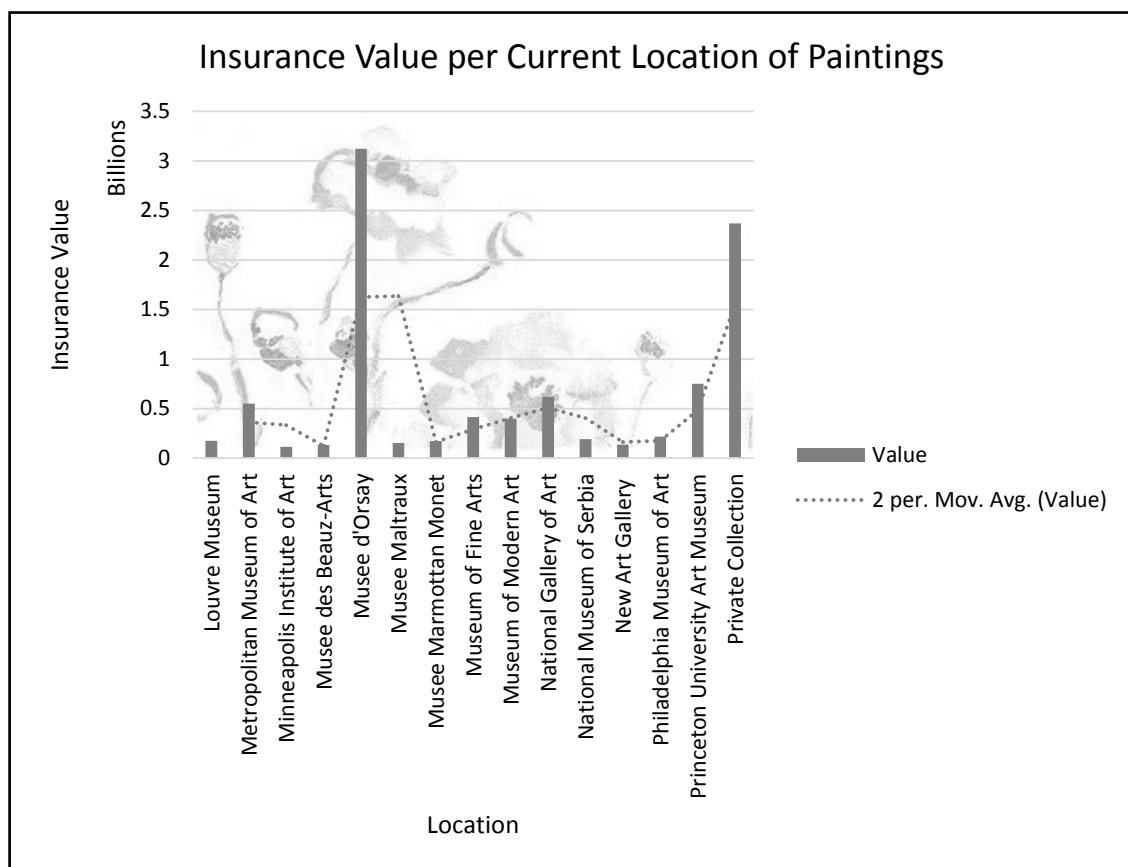 Insurance Value per Current Location of Paintings
Insurance Value
Billions
3.5
3
2.5
2
1.5
1
0.5
0
Louvre Museum
Metropolitan Museum of Art
Minneapolis Institute of Art
Musee des Beauz-Arts
Musee d'Orsay
Musee Maltraux
Musee Marmottan Monet
Museum of Fine Arts
Museum of Modern Art
National Gallery of Art
National Museum of Serbia
New Art Gallery
Philadelphia Museum of Art
Princeton University Art Museum
Private Collection
Location
Value
2 per. Mov. Avg. (Value)